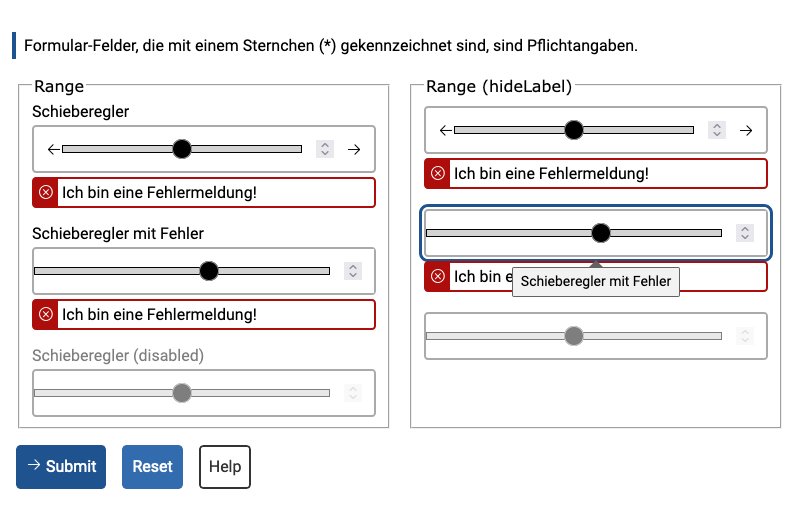 Formular-Felder, die mit einem Sternchen (*) gekennzeichnet sind, sind Pflichtangaben.
Range
Schieberegler
Ich bin eine Fehlermeldung!
Schieberegler mit Fehler
Ich bin eine Fehlermeldung!
Schieberegler (disabled)
Range (hideLabel)
Ich bin eine Fehlermeldung!
Ich bin e
Schieberegler mit Fehler
→ Submit
Reset
Help